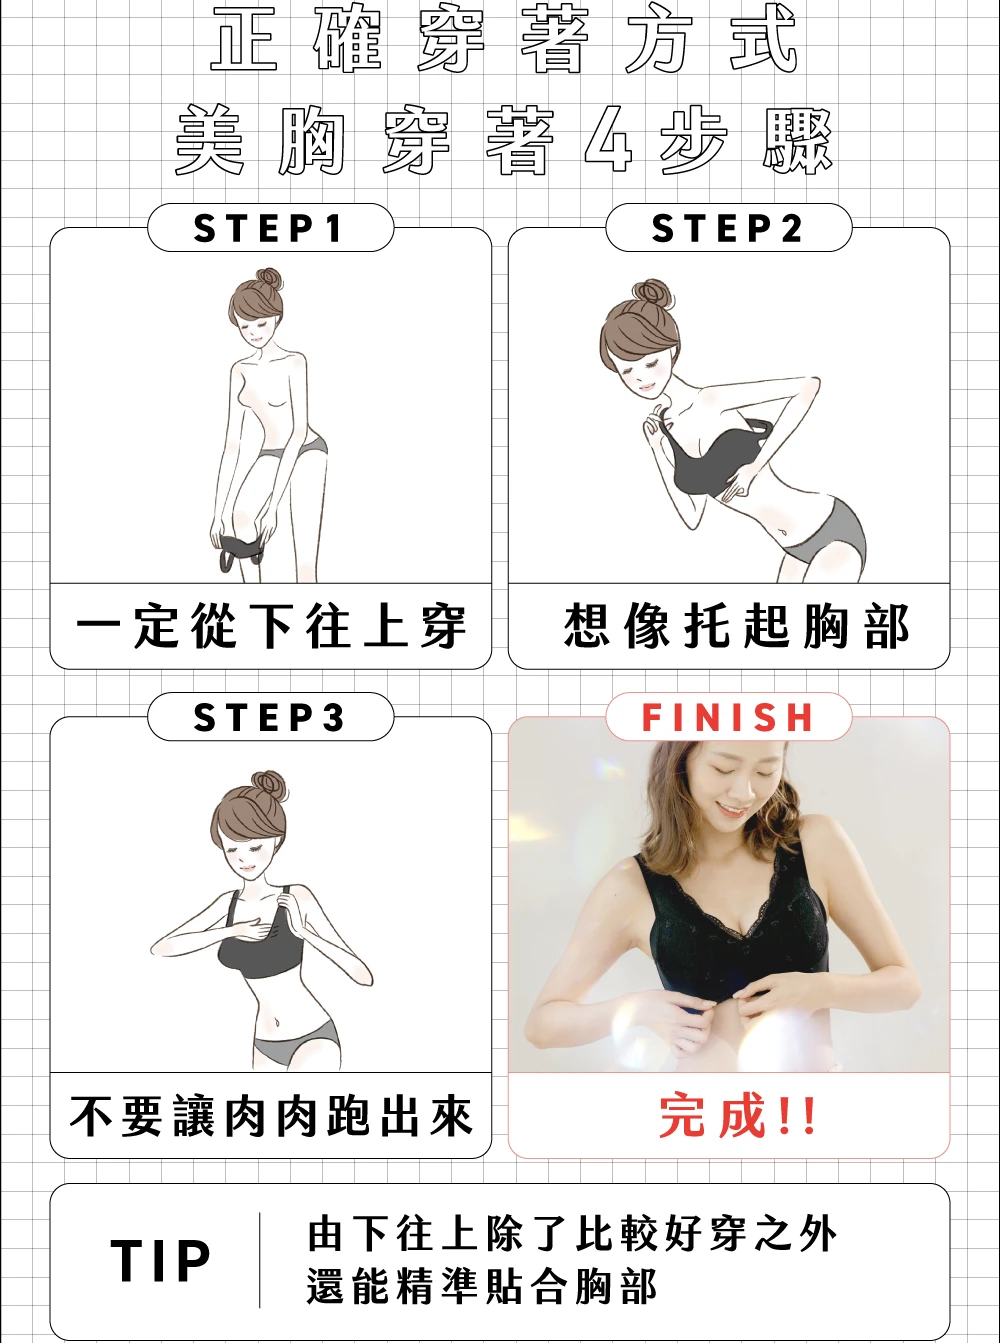 正確穿著方式
美胸穿著4步驟
STEP1
一定從下往上穿
STEP2
想像托起胸部
STEP3
不要讓肉肉跑出來
FINISH
完成!!
TIP
由下往上除了比較好穿之外
還能精準貼合胸部